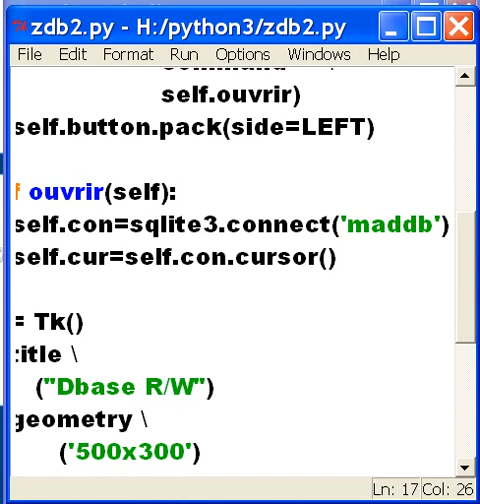 zdb2.py - H:/python3/zdb2.py
File Edit Format Run Options Windows Help
self.ouvrir)
self.button.pack(side=LEFT)
f ouvrir(self):
self.con=sqlite3.connect('maddb')
self.cur=self.con.cursor()
= Tk()
title \
("Dbase R/W")
geometry \
('500x300')
Ln: 17 Col: 26